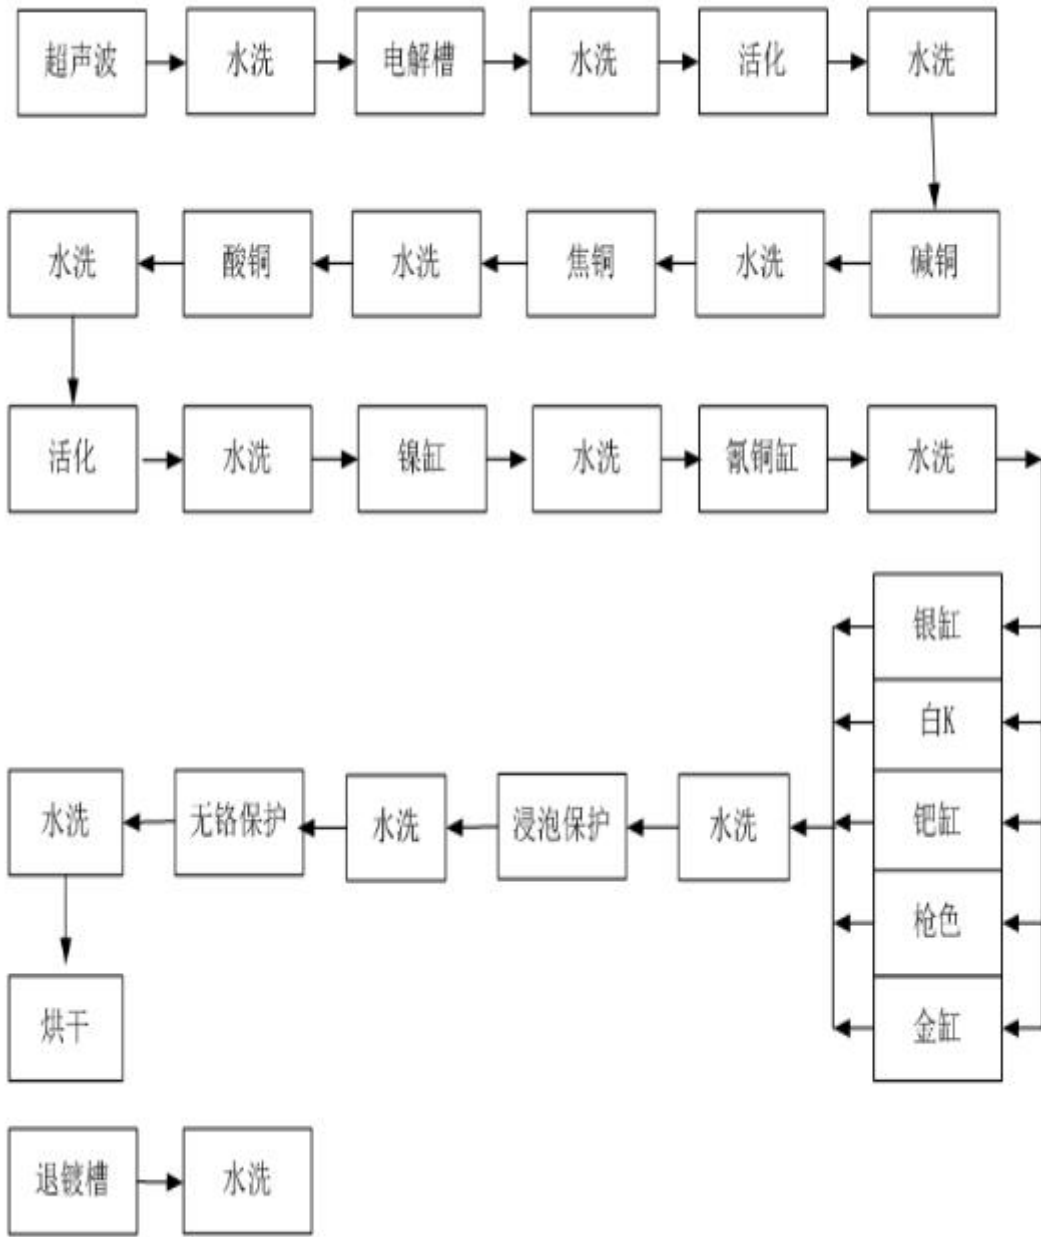 超声波
水洗
电解槽
水洗
活化
水洗
碱铜
水洗
焦铜
水洗
酸铜
水洗
活化
水洗
镍缸
水洗
氰铜缸
水洗
银缸
白K
钯缸
枪色
金缸
水洗
浸泡保护
水洗
无铬保护
水洗
烘干
退镀槽
水洗